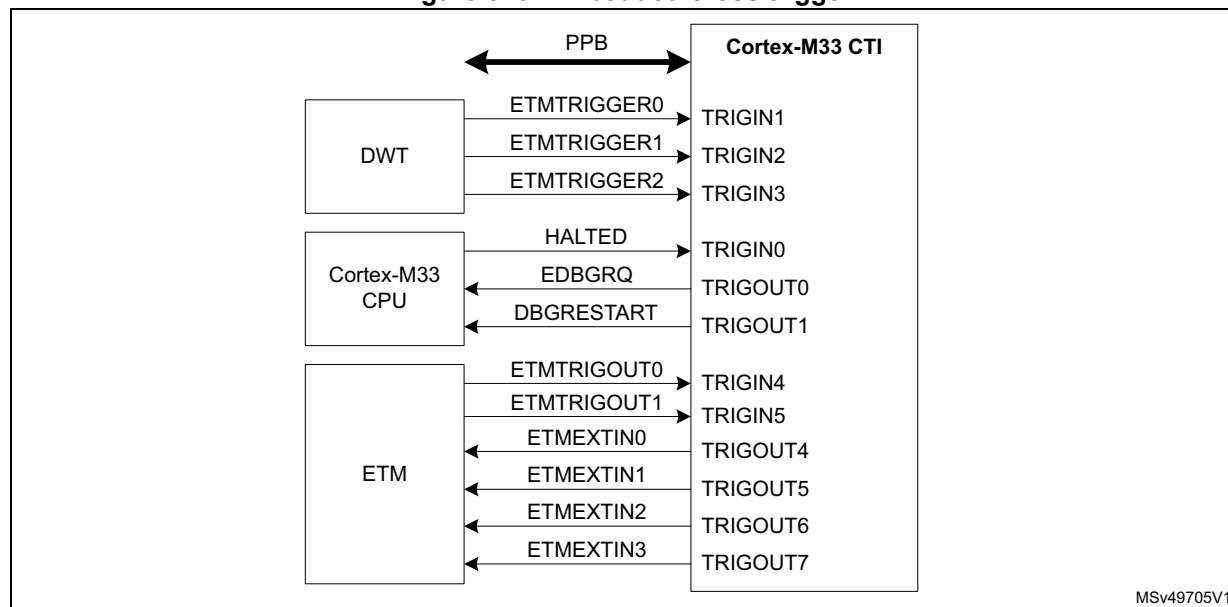 PPB
Cortex-M33 CTI
ETMTRIGGER0
TRIGIN1
DWT
ETMTRIGGER1
TRIGIN2
ETMTRIGGER2
TRIGIN3
HALTED
TRIGIN0
Cortex-M33
CPU
EDBGRQ
TRIGOUT0
DBGRESTART
TRIGOUT1
ETMTRIGOUT0
TRIGIN4
ETMTRIGOUT1
TRIGIN5
ETMEXTIN0
TRIGOUT4
ETM
ETMEXTIN1
TRIGOUT5
ETMEXTIN2
TRIGOUT6
ETMEXTIN3
TRIGOUT7
MSv49705V1